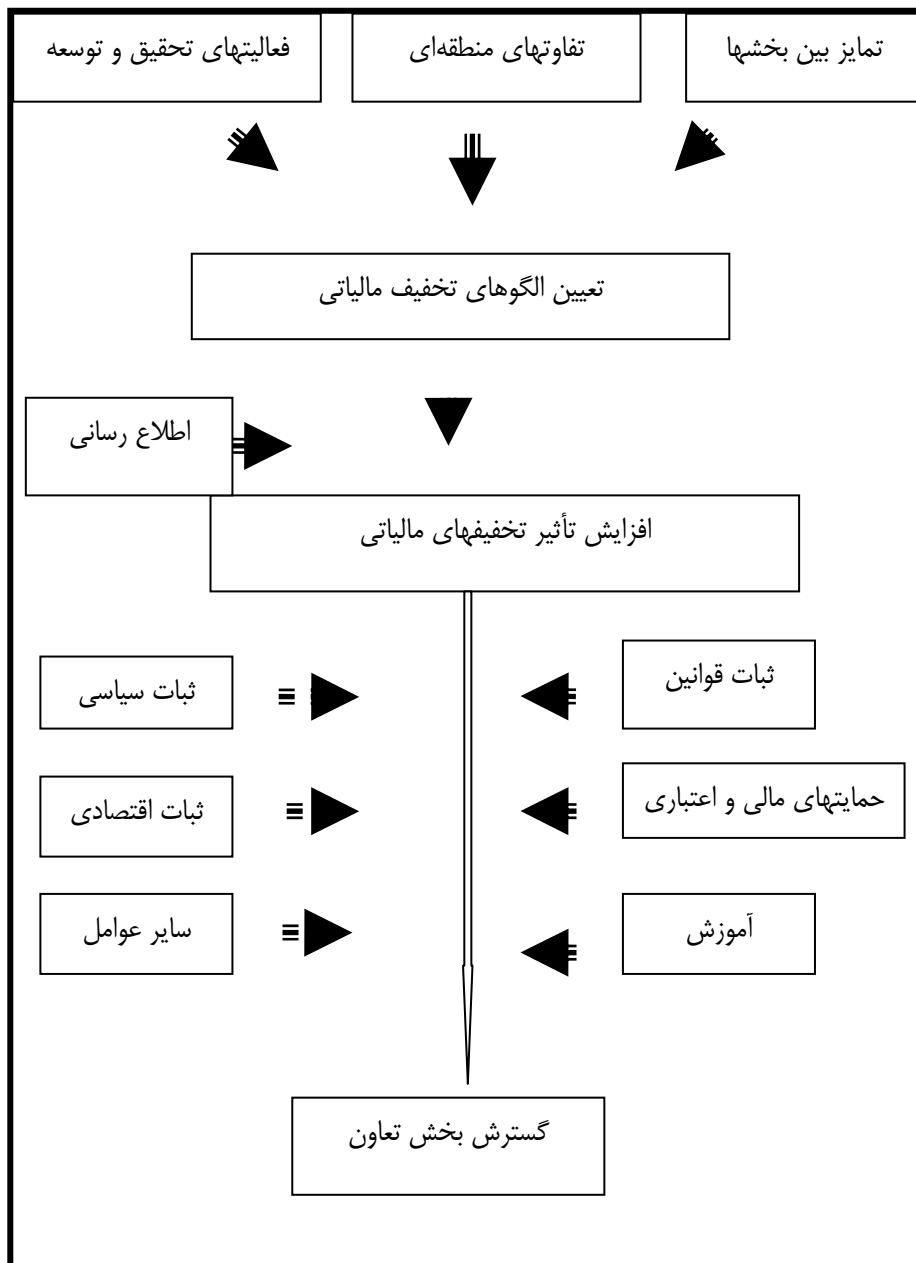 تمایز بین بخشها
تفاوتهای منطقه‌ای
فعالیتهای تحقیق و توسعه
تعیین الگوهای تخفیف مالیاتی
اطلاع رسانی
افزایش تأثیر تخفیفهای مالیاتی
ثبات قوانین
ثبات سیاسی
حمایتهای مالی و اعتباری
ثبات اقتصادی
آموزش
سایر عوامل
گسترش بخش تعاون